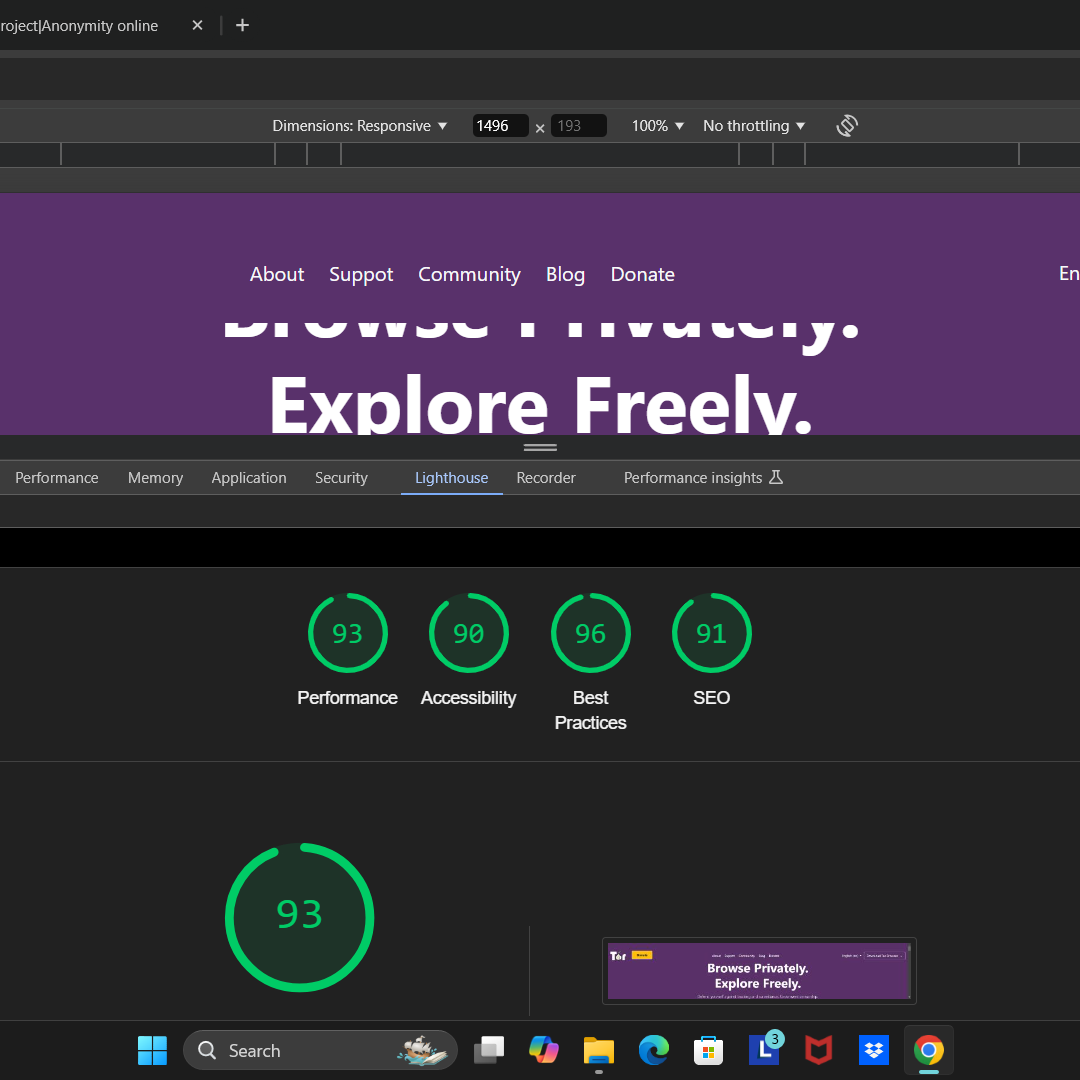 roject|Anonymity online
Dimensions: Responsive 1496 × 193 100% No throttling
About Suppot Community Blog Donate En
Browse Privately.
Explore Freely.
Performance Memory Application Security Lighthouse Recorder Performance insights
93 90 96 91
Performance Accessibility Best Practices SEO
93
Tor
Browse Privately.
Explore Freely.
Search
L 3